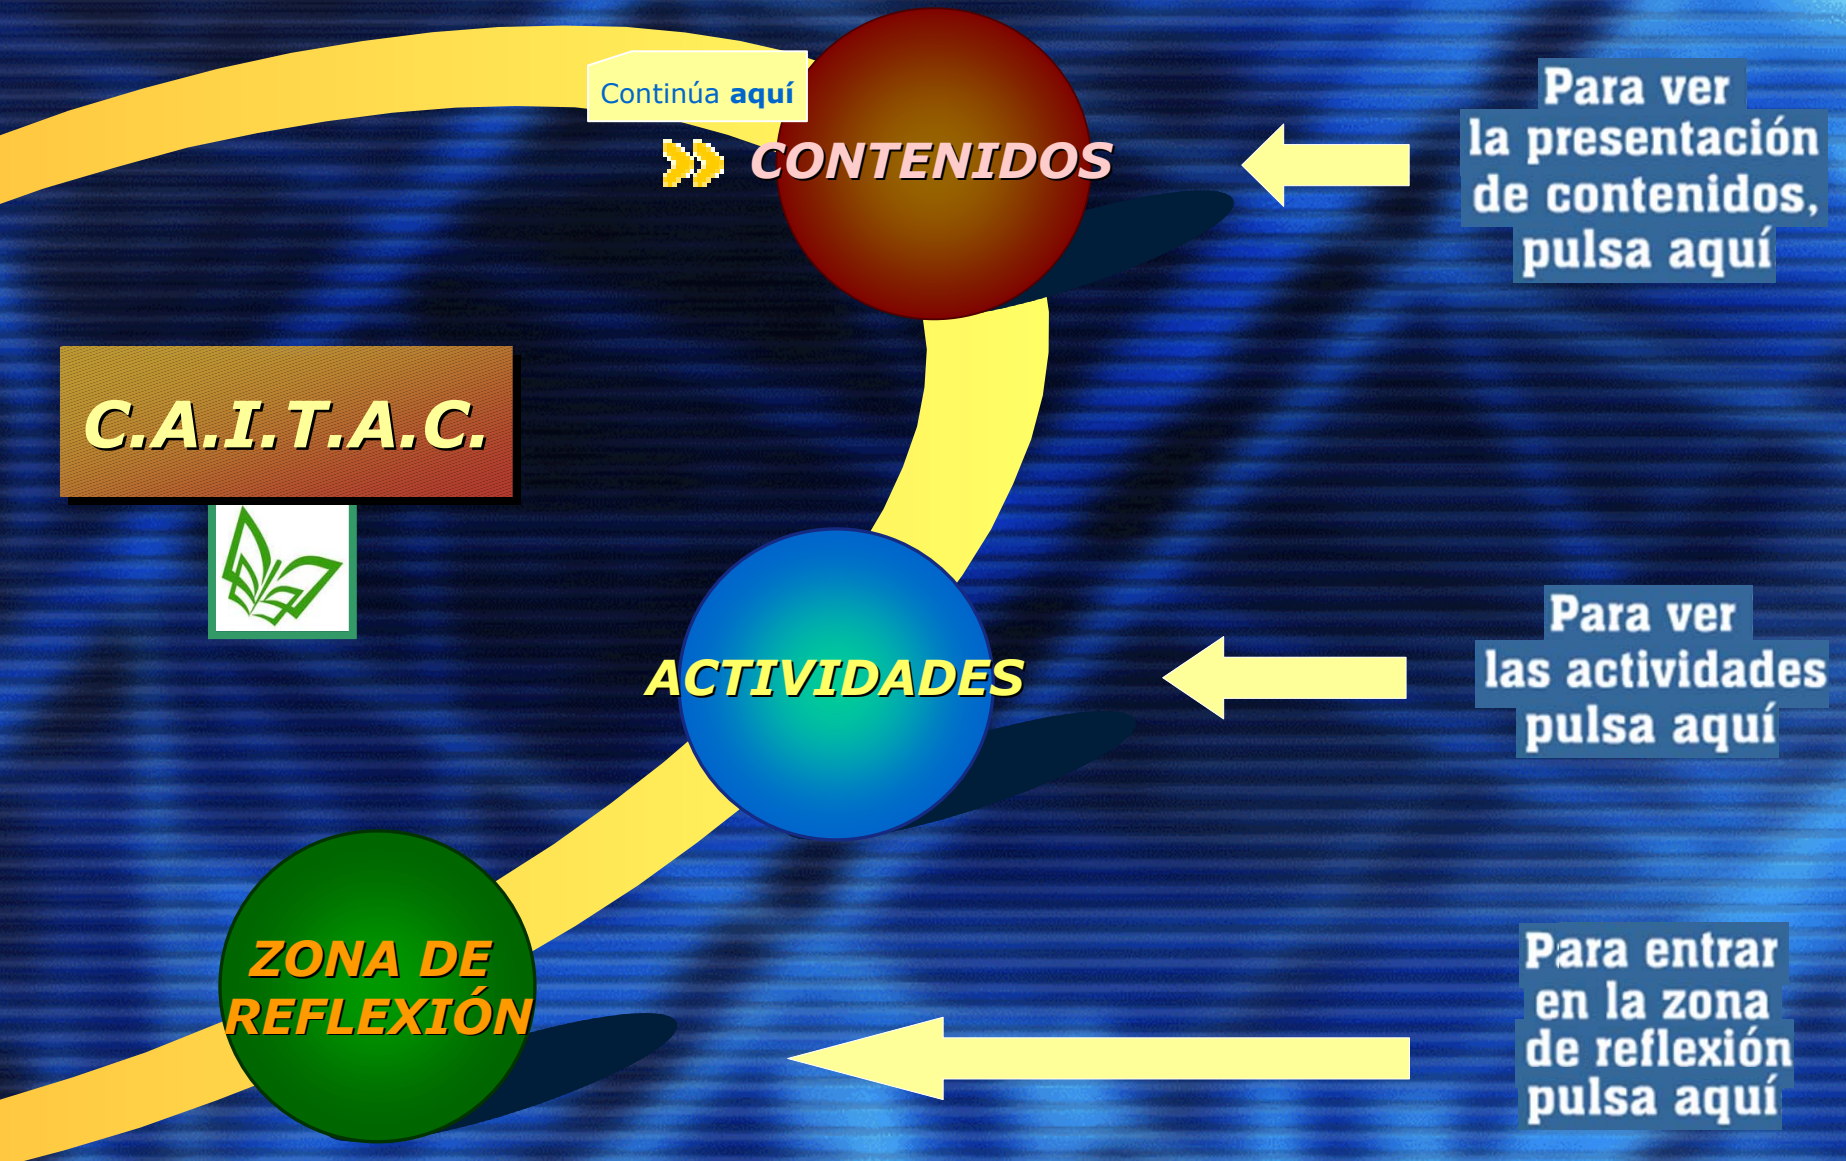 Continúa aquí
CONTENIDOS
Para ver
la presentación
de contenidos,
pulsa aquí
C.A.I.T.A.C.
ACTIVIDADES
Para ver
las actividades
pulsa aquí
ZONA DE
REFLEXIÓN
Para entrar
en la zona
de reflexión
pulsa aquí